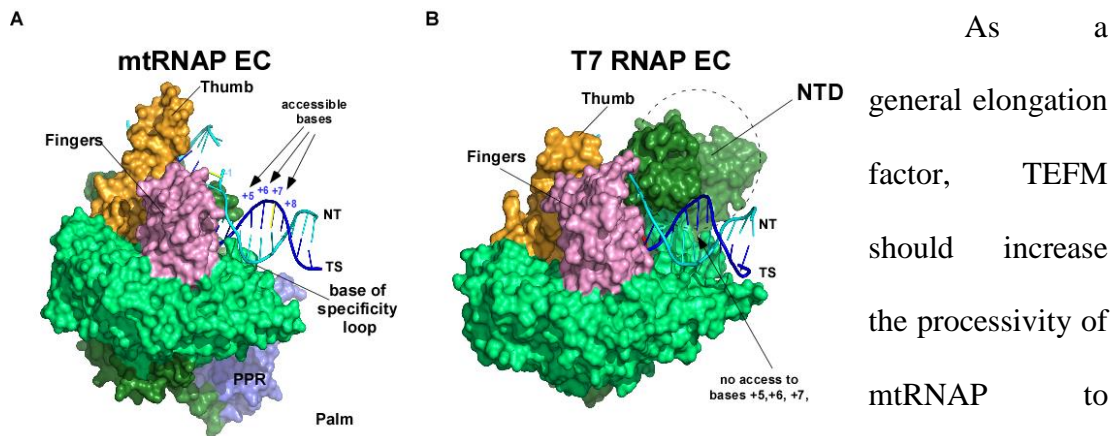 A
mtRNAP EC
Thumb
accessible
bases
Fingers
+5 +6 +7
+8
NT
TS
base of
specificity
loop
PPR
Palm
B
T7 RNAP EC
Thumb
NTD
Fingers
NT
TS
no access to
bases +5,+6, +7,
As a
general elongation
factor, TEFM
should increase
the processivity of
mtRNAP to